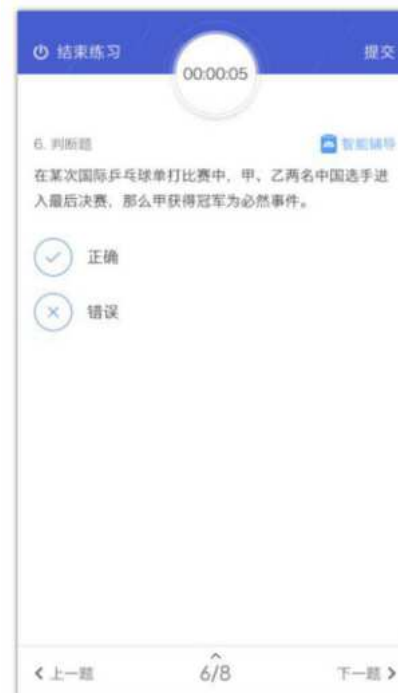 结束练习
00:00:05
提交
6. 判断题
智能辅导
在某次国际乒乓球单打比赛中，甲、乙两名中国选手进
入最后决赛，那么甲获得冠军为必然事件。
正确
错误
上一题
6/8
下一题